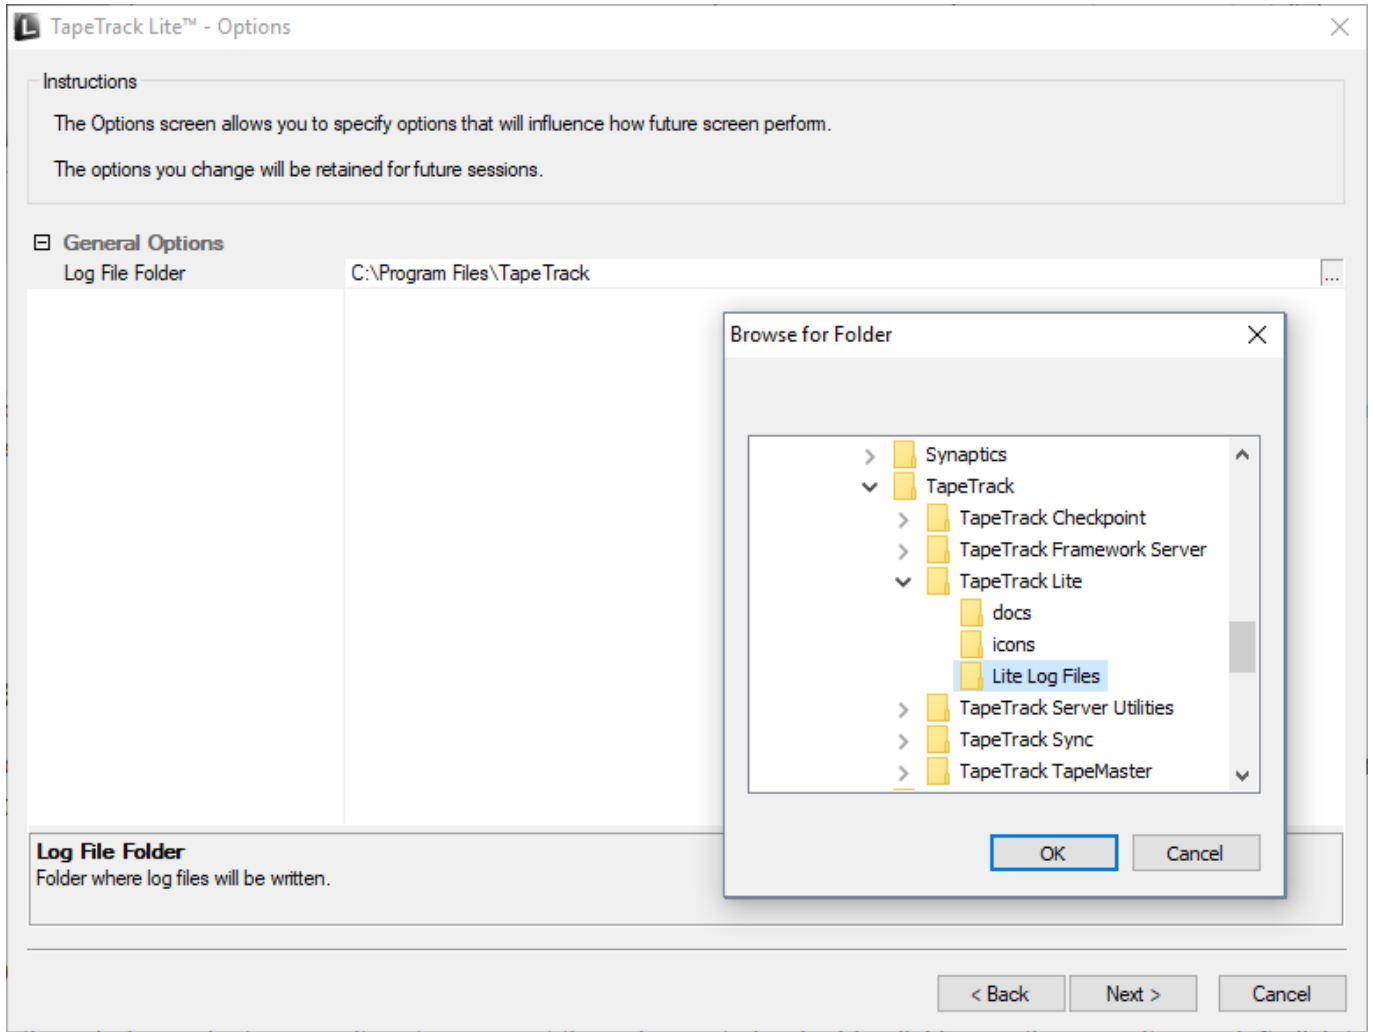 TapeTrack Lite™ - Options
Instructions
The Options screen allows you to specify options that will influence how future screen perform.
The options you change will be retained for future sessions.
General Options
Log File Folder
C:\Program Files\TapeTrack
...
Browse for Folder
Synaptics
TapeTrack
TapeTrack Checkpoint
TapeTrack Framework Server
TapeTrack Lite
docs
icons
Lite Log Files
TapeTrack Server Utilities
TapeTrack Sync
TapeTrack TapeMaster
OK
Cancel
Log File Folder
Folder where log files will be written.
< Back
Next >
Cancel